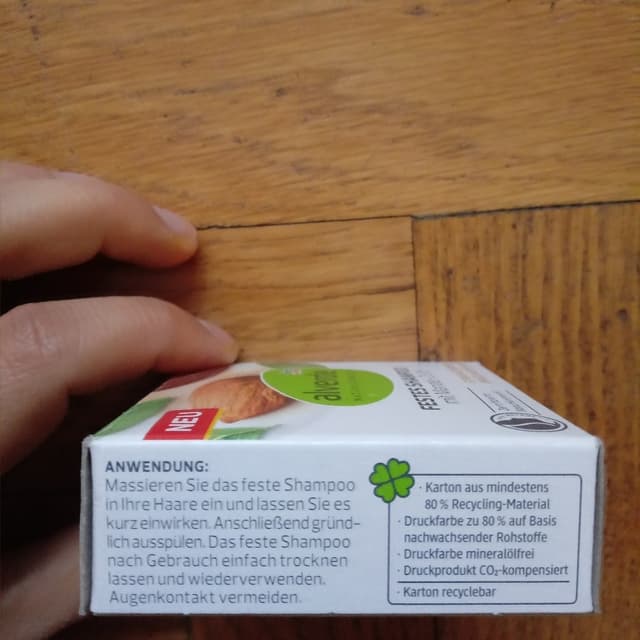 NEU
FESTES
ANWENDUNG:
Massieren Sie das feste Shampoo
in Ihre Haare ein und lassen Sie es
kurz einwirken. Anschließend gründ-
lich ausspülen. Das feste Shampoo
nach Gebrauch einfach trocknen
lassen und wiederverwenden.
Augenkontakt vermeiden.
· Karton aus mindestens
80 % Recycling-Material
· Druckfarbe zu 80 % auf Basis
nachwachsender Rohstoffe
· Druckfarbe mineralölfrei
· Druckprodukt CO₂-kompensiert
· Karton recyclebar